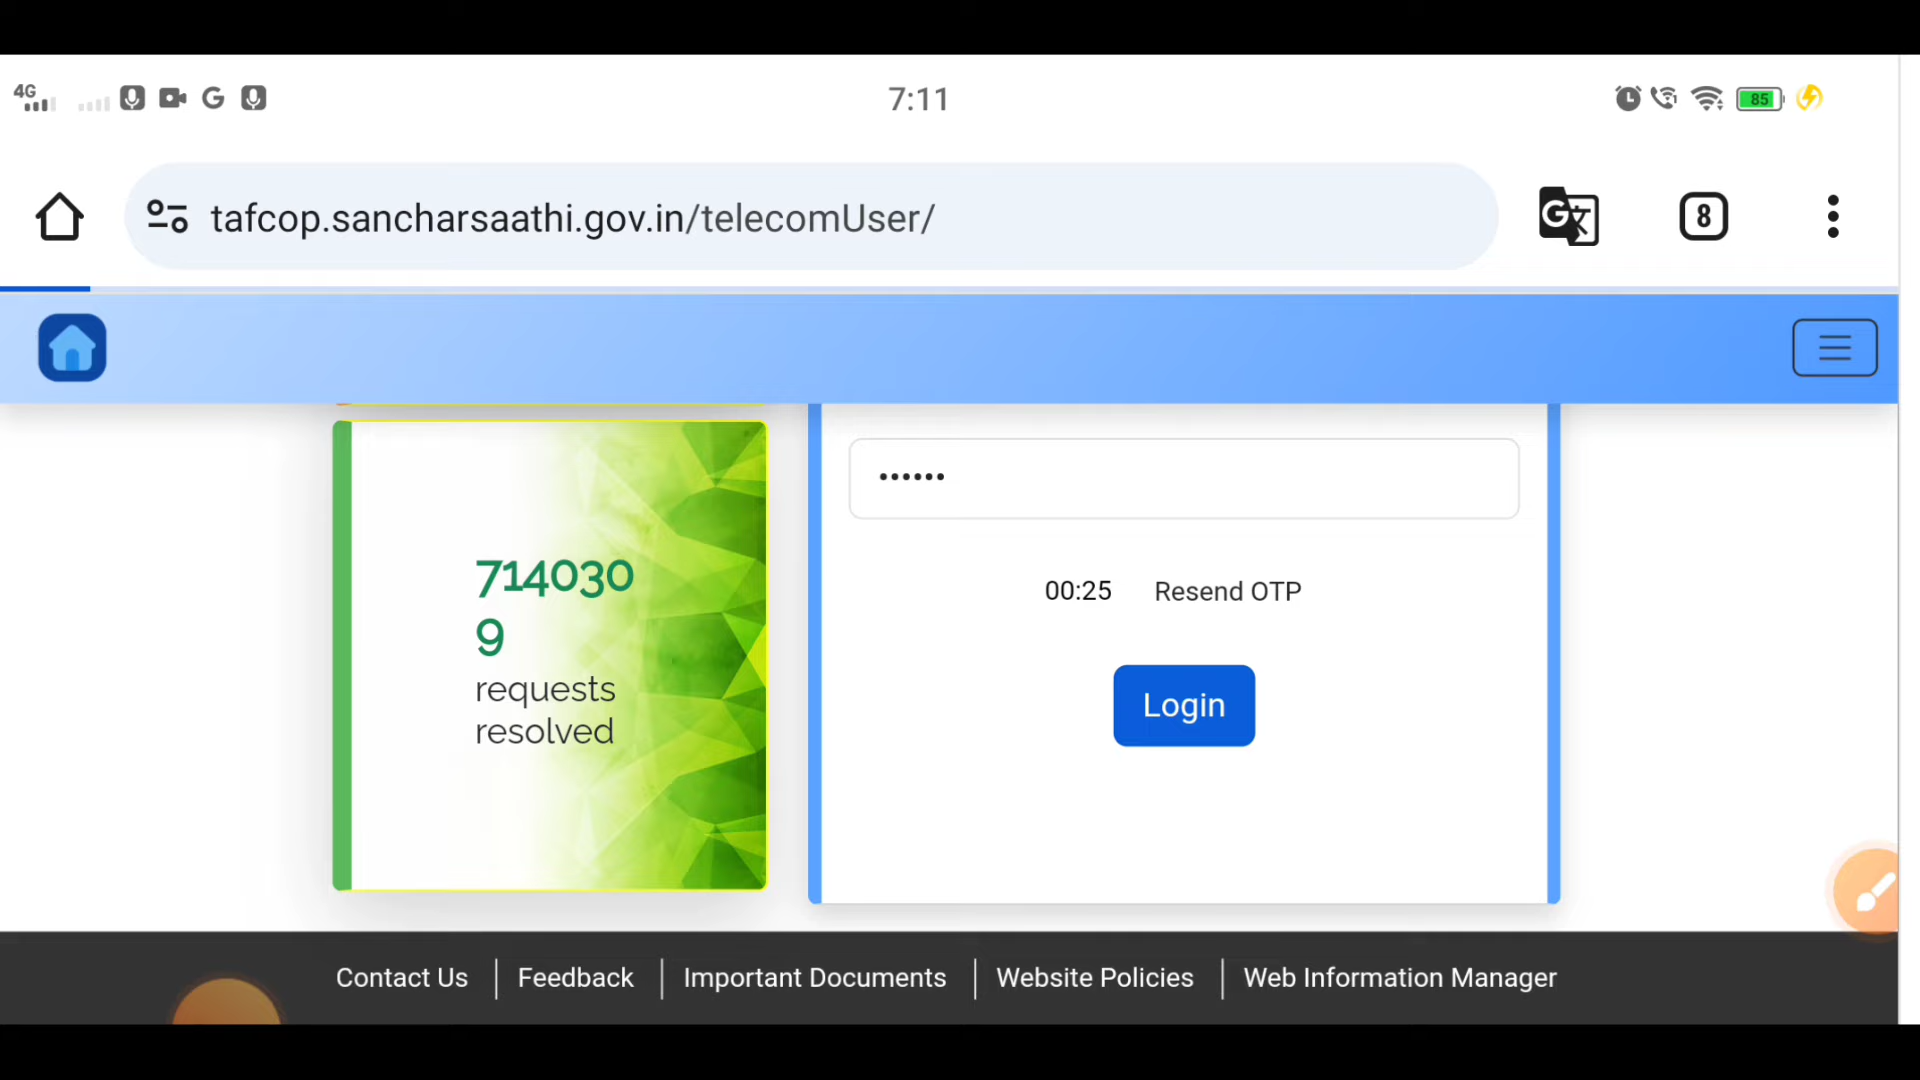 4G
7:11
85
tafcop.sancharsaathi.gov.in/telecomUser/
8
714030
9
requests
resolved
••••••
00:25 Resend OTP
Login
Contact Us
Feedback
Important Documents
Website Policies
Web Information Manager